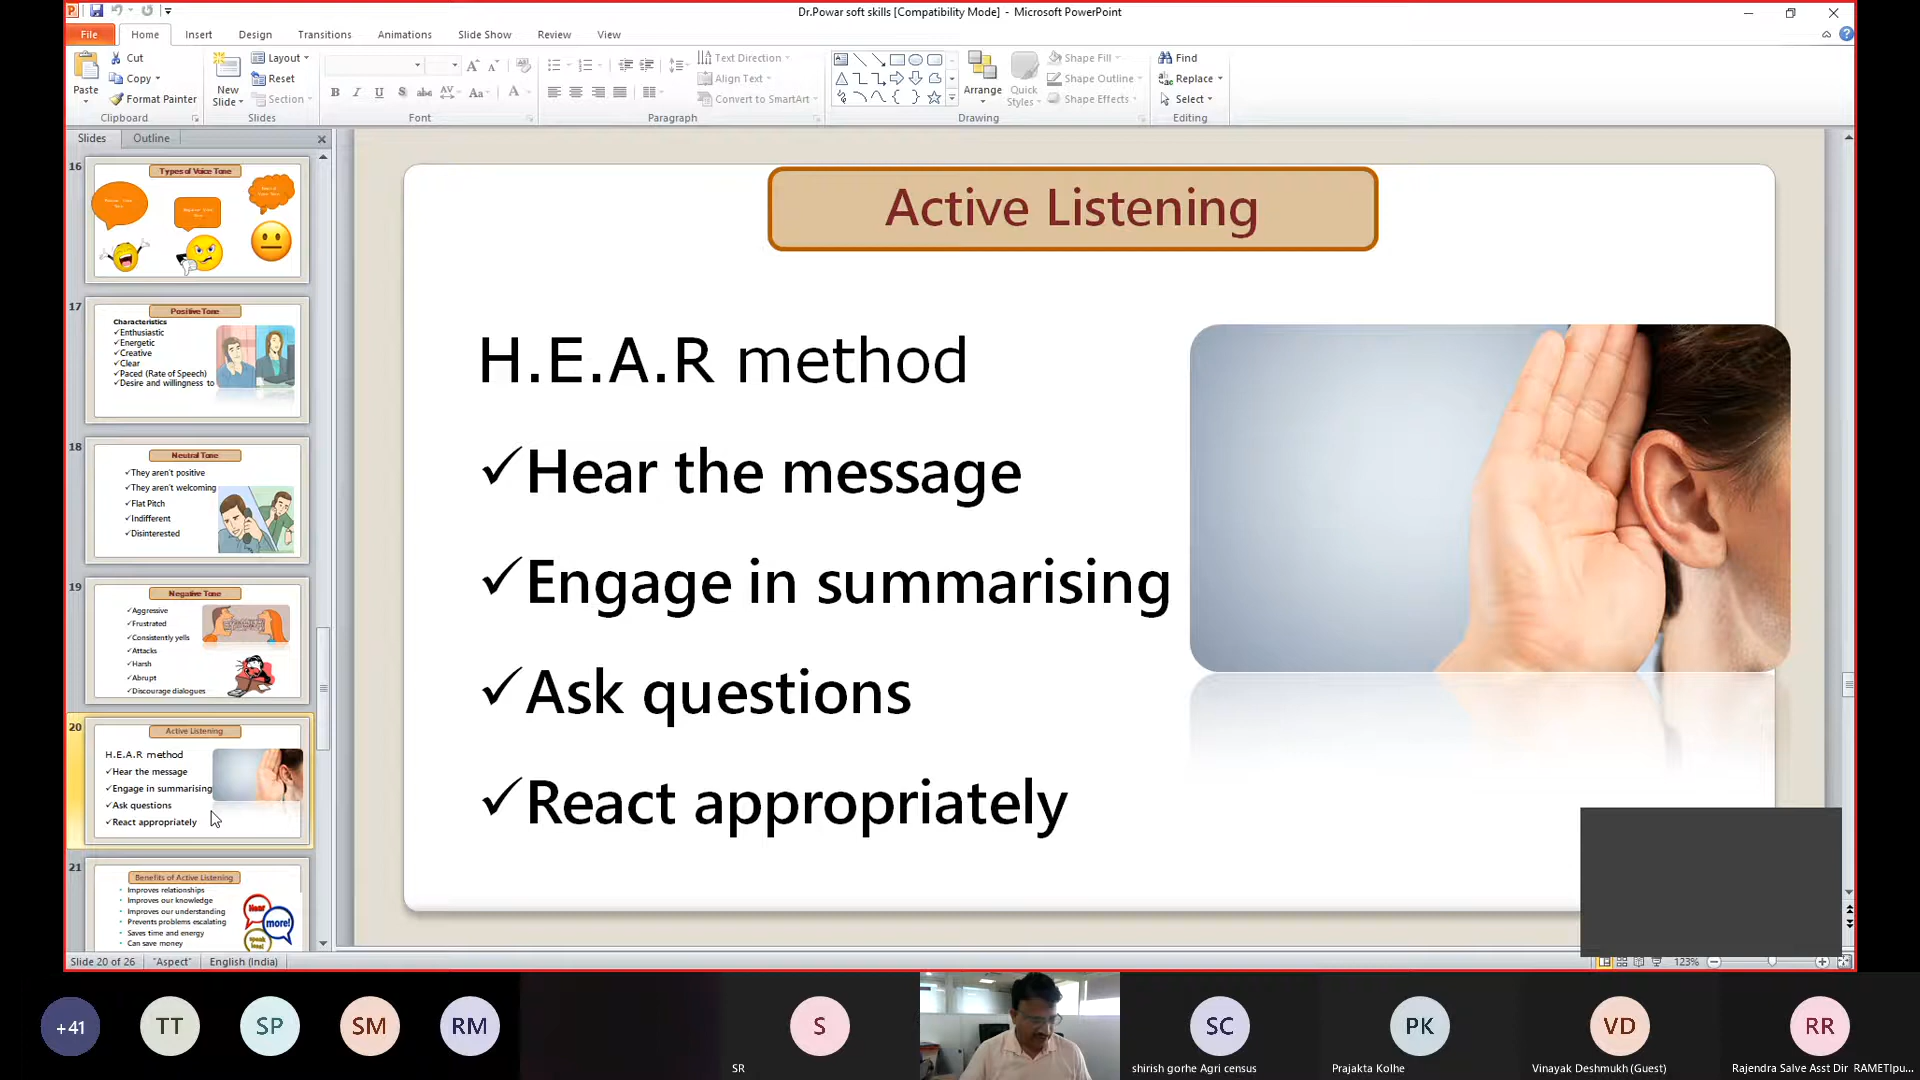 Dr.Powar soft skills [Compatibility Mode] - Microsoft PowerPoint
File Home Insert Design Transitions Animations Slide Show Review View
Paste
Cut
Copy
Format Painter
Clipboard
New
Slide
Layout
Reset
Section
Slides
Font
Text Direction
Align Text
Convert to SmartArt
Paragraph
Arrange
Quick
Styles
Shape Fill
Shape Outline
Shape Effects
Drawing
Find
Replace
Select
Editing
Slides Outline
16
Types of Voice Tone
17
Positive Tone
Characteristics
✓Enthusiastic
✓Energetic
✓Creative
✓Clear
✓Paced (Rate of Speech)
✓Desire and willingness to
18
Neutral Tone
✓They aren't positive
✓They aren't welcoming
✓Flat Pitch
✓Indifferent
✓Disinterested
19
Negative Tone
✓Aggressive
✓Frustrated
✓Consistently yells
✓Attacks
✓Harsh
✓Abrupt
✓Discourage dialogues
20
Active Listening
H.E.A.R method
✓Hear the message
✓Engage in summarising
✓Ask questions
✓React appropriately
21
Benefits of Active Listening
• Improves relationships
• Improves our knowledge
• Improves our understanding
• Prevents problems escalating
• Saves time and energy
• Can save money
Hear
more!
Active Listening
H.E.A.R method
✓Hear the message
✓Engage in summarising
✓Ask questions
✓React appropriately
Slide 20 of 26 "Aspect" English (India)
123%
+41 TT SP SM RM S SC PK VD RR
SR
shirish gorhe Agri census
Prajakta Kolhe
Vinayak Deshmukh (Guest)
Rajendra Salve Asst Dir RAMETIpu...